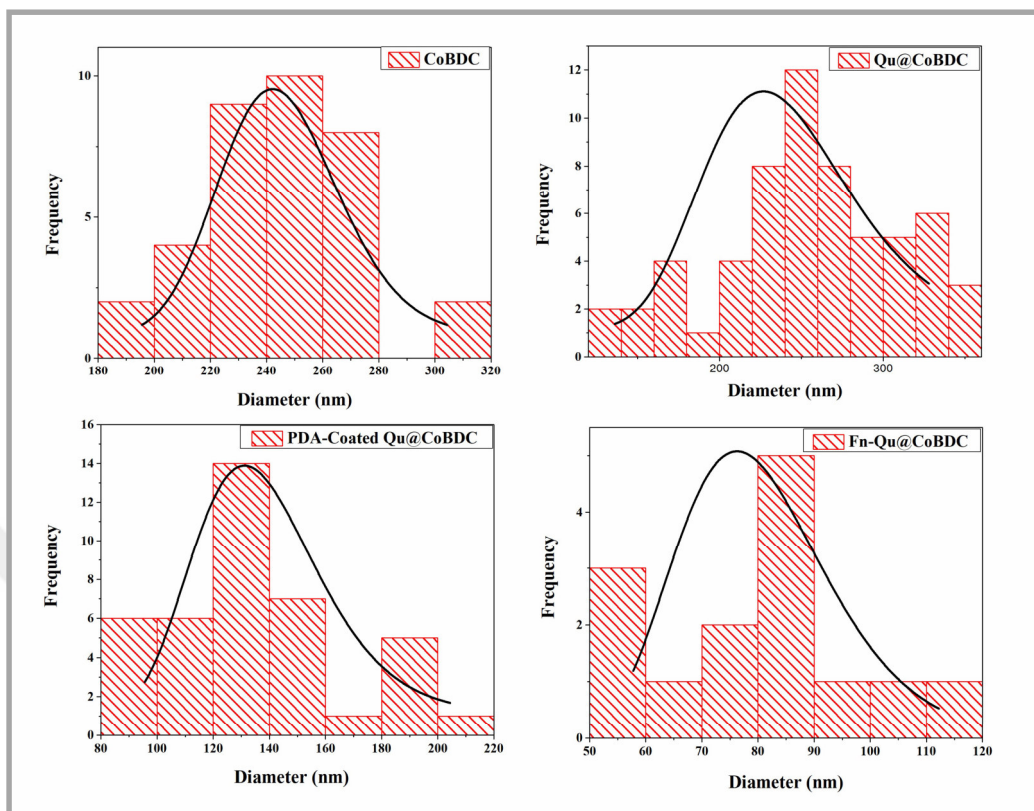 CoBDC
10
5
0
Frequency
180 200 220 240 260 280 300 320
Diameter (nm)
Qu@CoBDC
12
10
8
6
4
2
0
Frequency
200 300
Diameter (nm)
PDA-Coated Qu@CoBDC
16
14
12
10
8
6
4
2
0
Frequency
80 100 120 140 160 180 200 220
Diameter (nm)
Fn-Qu@CoBDC
4
2
0
Frequency
50 60 70 80 90 100 110 120
Diameter (nm)